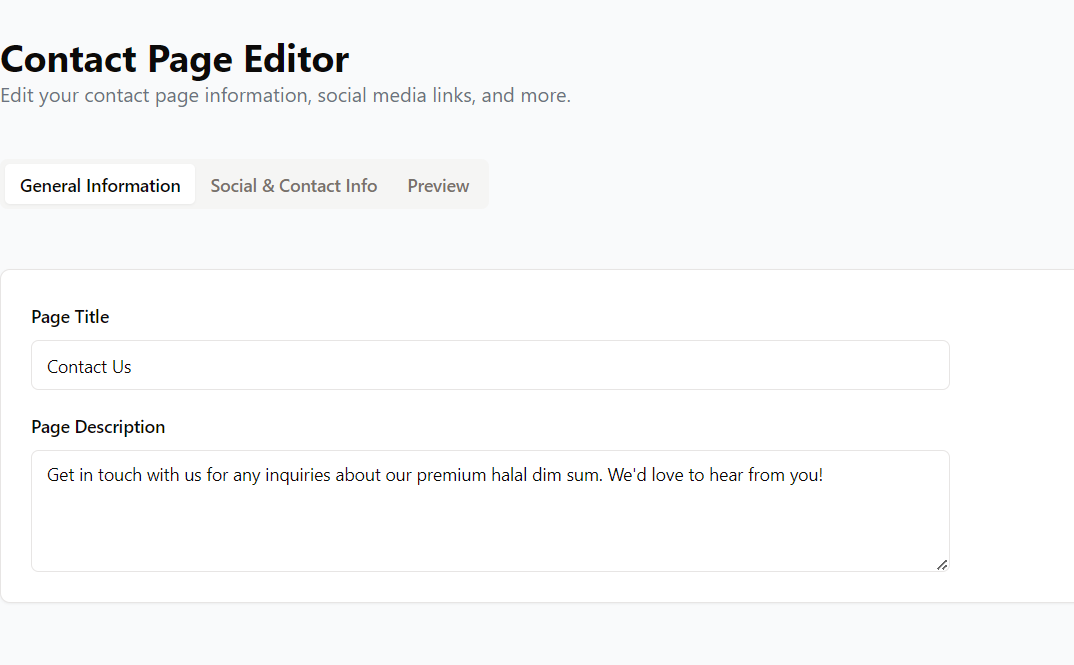 Contact Page Editor
Edit your contact page information, social media links, and more.
General Information Social & Contact Info Preview
Page Title
Contact Us
Page Description
Get in touch with us for any inquiries about our premium halal dim sum. We'd love to hear from you!